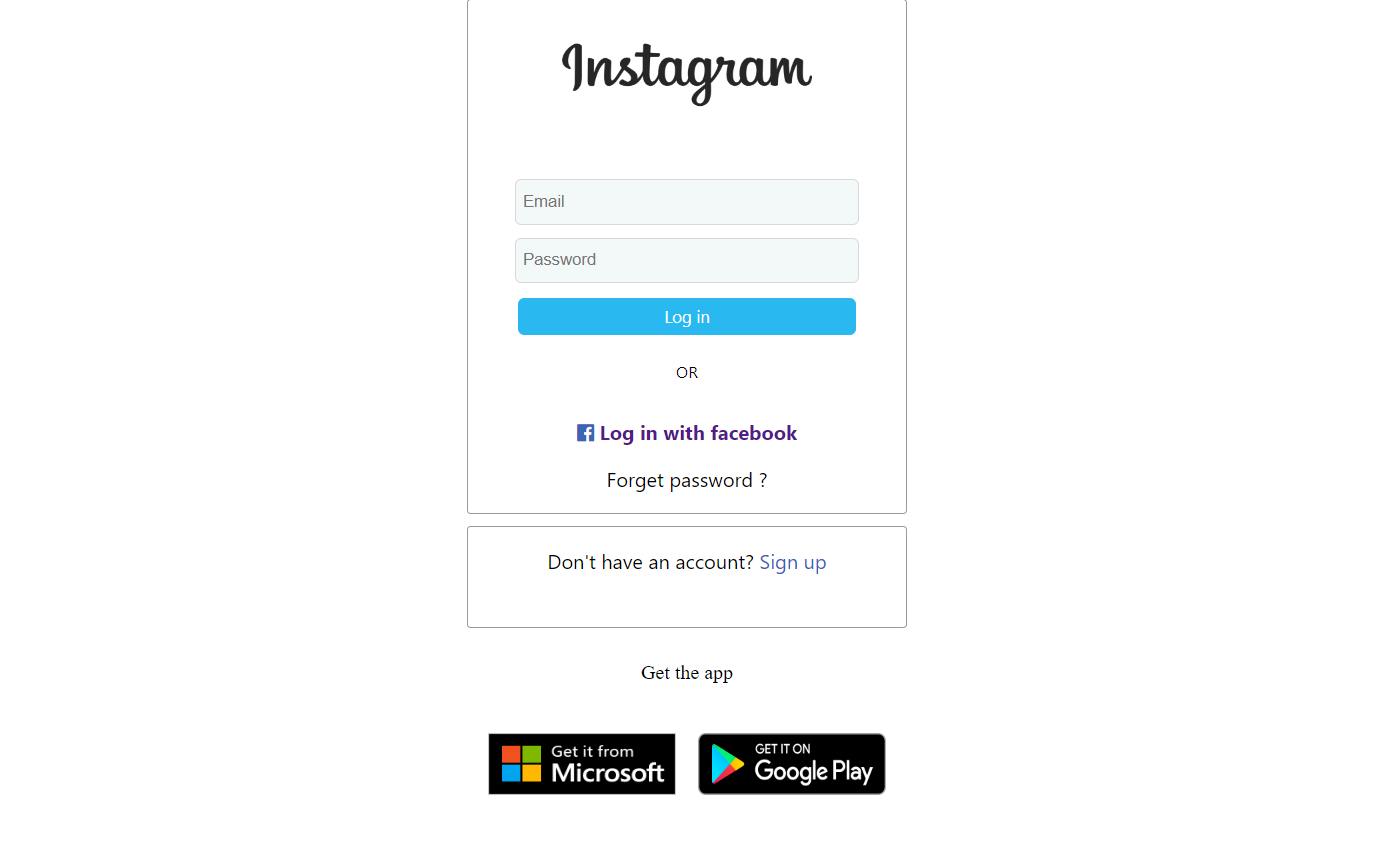 Instagram
Email
Password
Log in
OR
Log in with facebook
Forget password ?
Don't have an account? Sign up
Get the app
Get it from
Microsoft
GET IT ON
Google Play